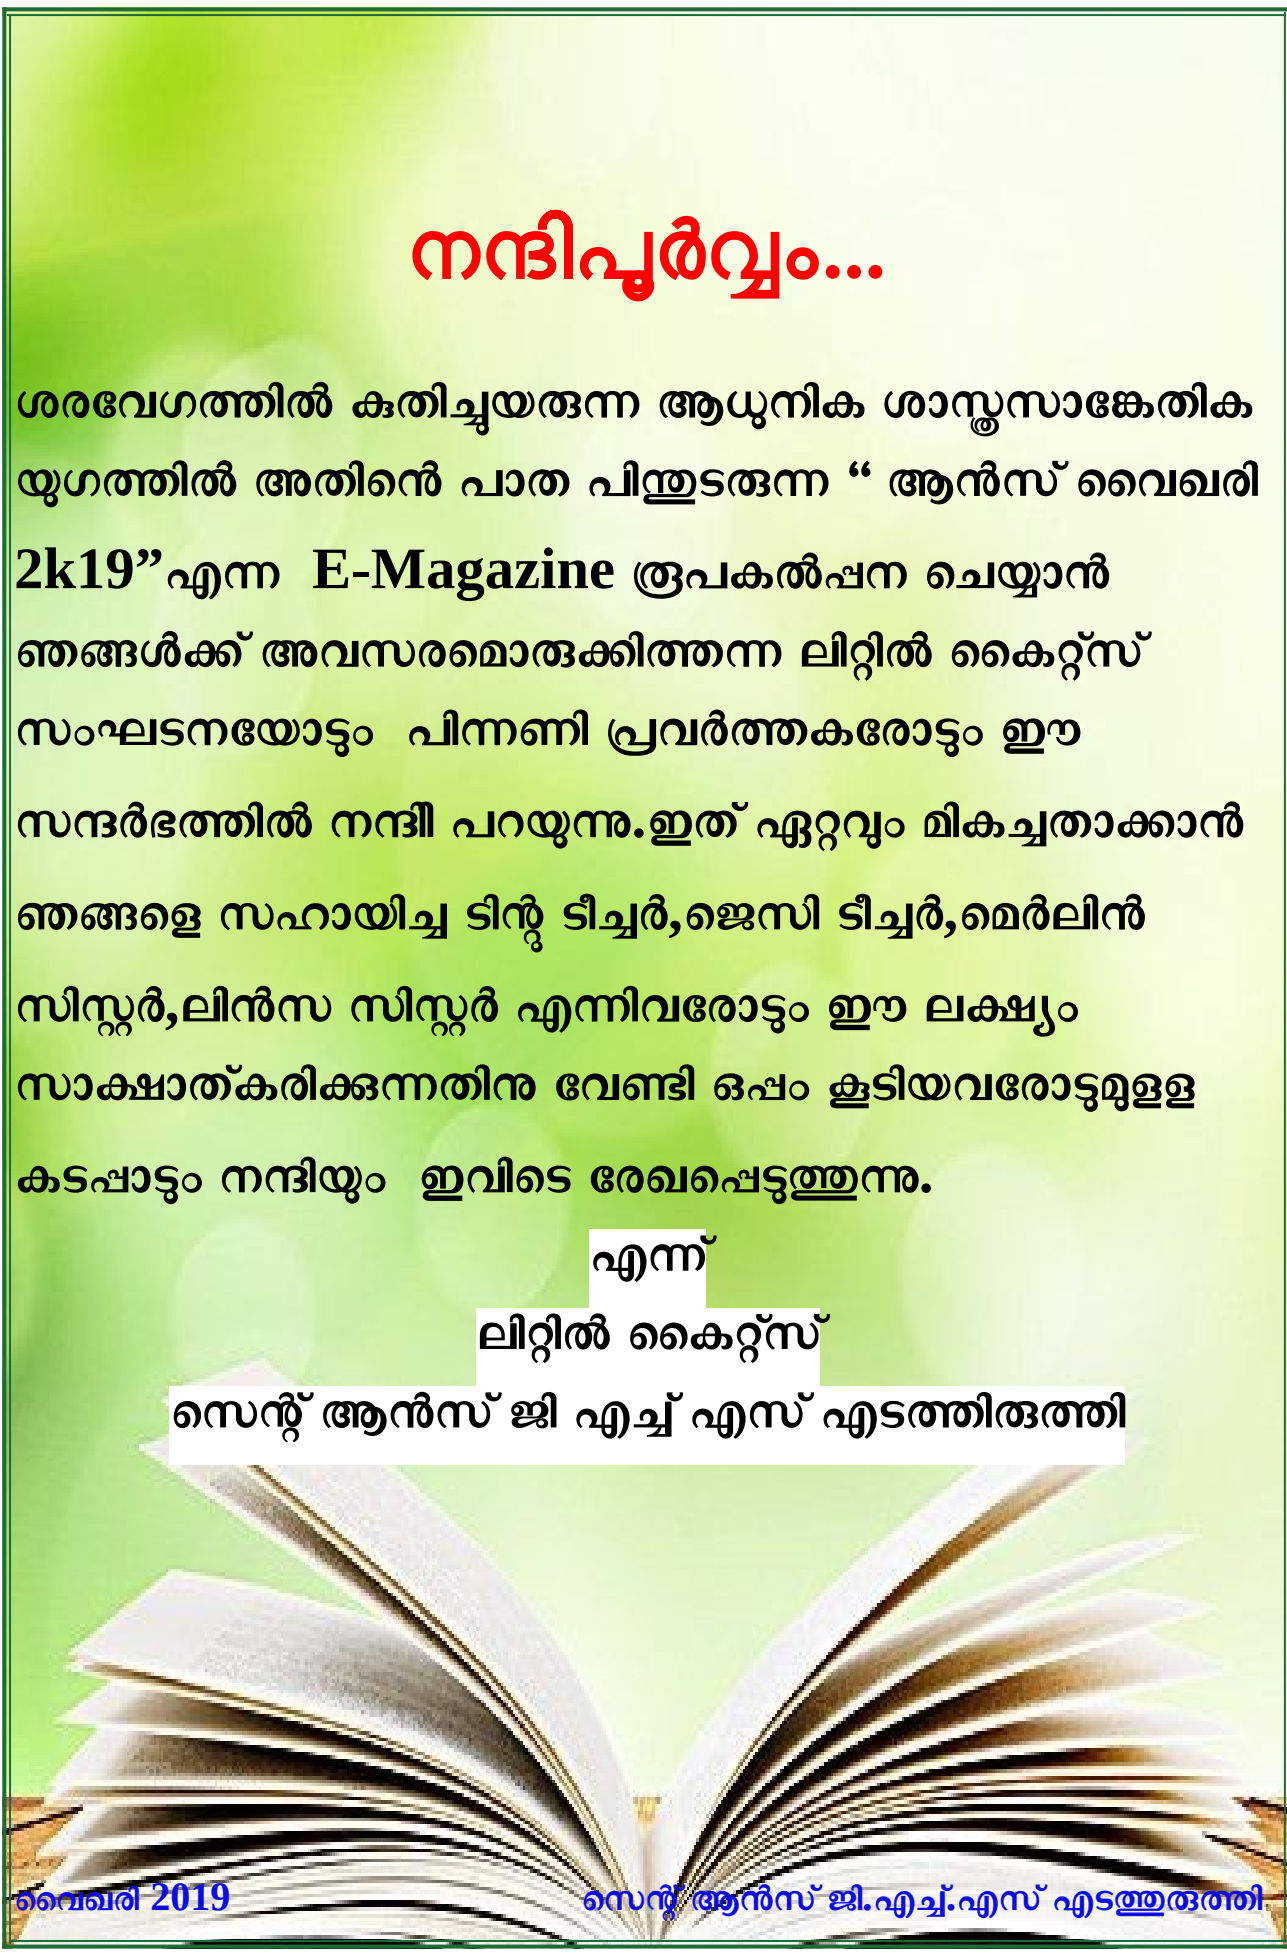 നന്ദിപൂർവ്വം...
ശരവേഗത്തിൽ കുതിച്ചുയരുന്ന ആധുനിക ശാസ്ത്രസാങ്കേതിക
യുഗത്തിൽ അതിന്റെ പാത പിന്തുടരുന്ന “ ആൻസ് വൈഖരി
2k19”എന്ന  E-Magazine രൂപകൽപ്പന ചെയ്യാൻ
ഞങ്ങൾക്ക് അവസരമൊരുക്കിത്തന്ന ലിറ്റിൽ കൈറ്റ്സ്
സംഘടനയോടും  പിന്നണി പ്രവർത്തകരോടും ഈ
സന്ദർഭത്തിൽ നന്ദിീ പറയുന്നു.ഇത് ഏറ്റവും മികച്ചതാക്കാൻ
ഞങ്ങളെ സഹായിച്ച ടിന്റു ടീച്ചർ,ജെസി ടീച്ചർ,മെർലിൻ
സിസ്റ്റർ,ലിൻസ സിസ്റ്റർ എന്നിവരോടും ഈ ലക്ഷ്യം
സാക്ഷാത്കരിക്കുന്നതിനു വേണ്ടി ഒപ്പം കൂടിയവരോടുമുളള
കടപ്പാടും നന്ദിയും  ഇവിടെ രേഖപ്പെടുത്തുന്നു.
എന്ന്
ലിറ്റിൽ കൈറ്റ്സ്
സെന്റ് ആൻസ് ജി എച്ച് എസ് എടത്തിരുത്തി
വൈഖരി 2019 സെന്റ് ആൻസ് ജി.എച്ച്.എസ് എടത്തുരുത്തി